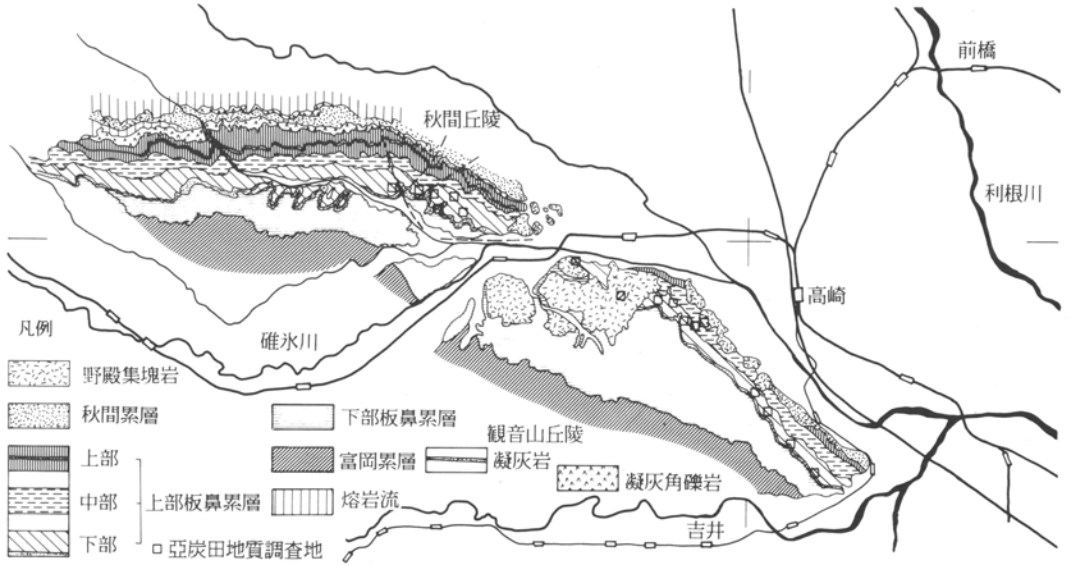 前橋
秋間丘陵
利根川
高崎
碓氷川
凡例
野殿集塊岩
秋間累層
上部
中部
下部
上部板鼻累層
下部板鼻累層
富岡累層
熔岩流
亞炭田地質調査地
観音山丘陵
凝灰岩
凝灰角礫岩
吉井